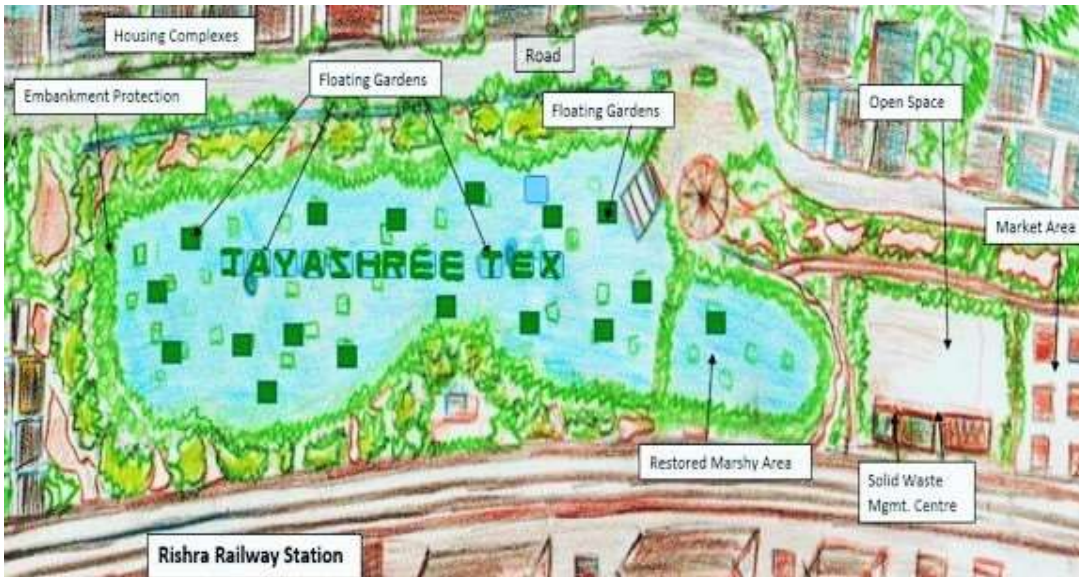 Housing Complexes
Road
Floating Gardens
Embankment Protection
Open Space
Floating Gardens
Market Area
JAYASHREE TEX
Restored Marshy Area
Solid Waste
Mgmt. Centre
Rishra Railway Station